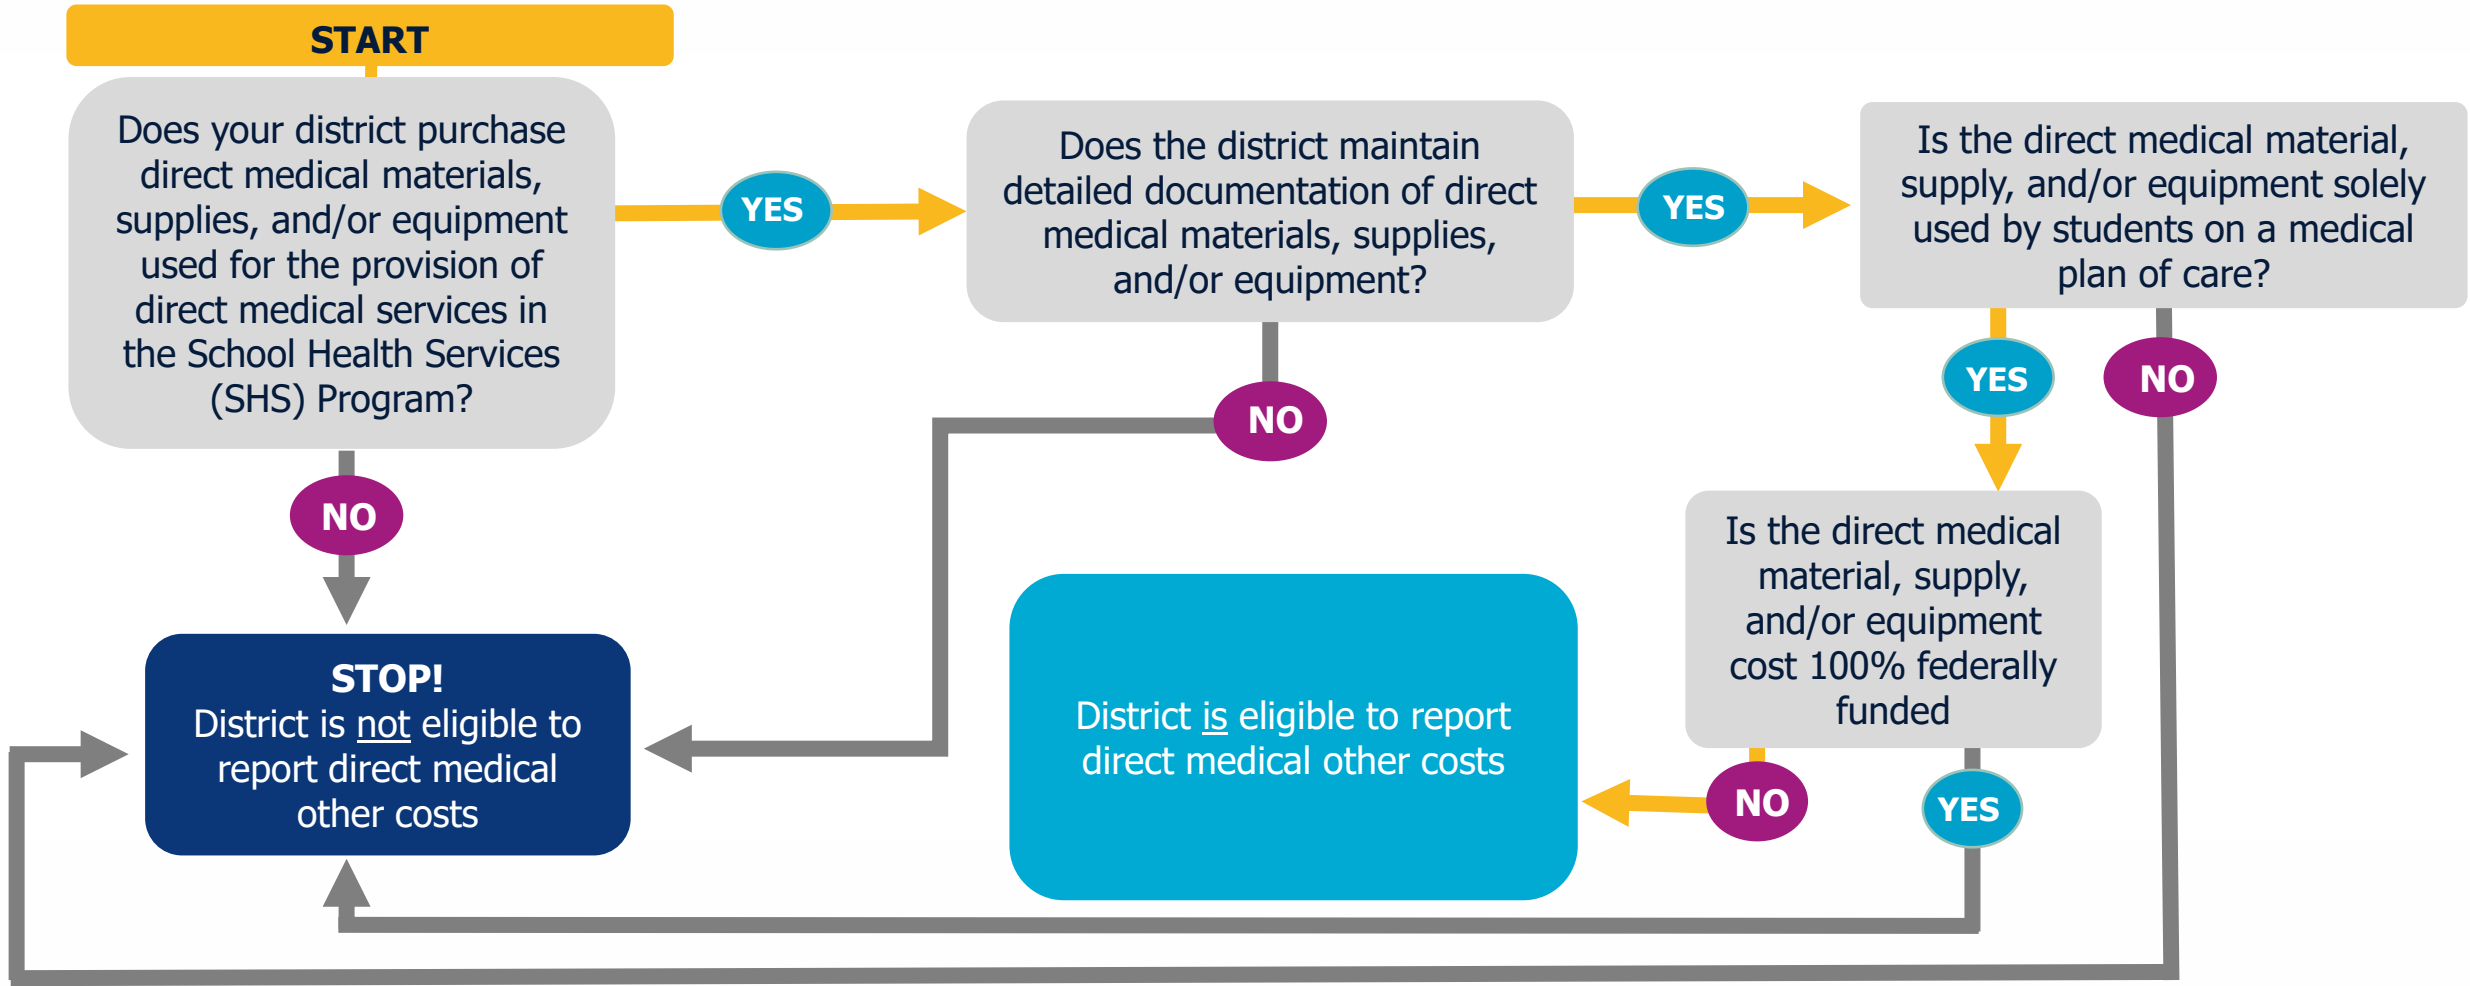 START
Does your district purchase
direct medical materials,
supplies, and/or equipment
used for the provision of
direct medical services in
the School Health Services
(SHS) Program?
YES
Does the district maintain
detailed documentation of direct
medical materials, supplies,
and/or equipment?
YES
Is the direct medical material,
supply, and/or equipment solely
used by students on a medical
plan of care?
YES
NO
NO
NO
Is the direct medical
material, supply,
and/or equipment
cost 100% federally
funded
NO
YES
District is eligible to report
direct medical other costs
STOP!
District is not eligible to
report direct medical
other costs